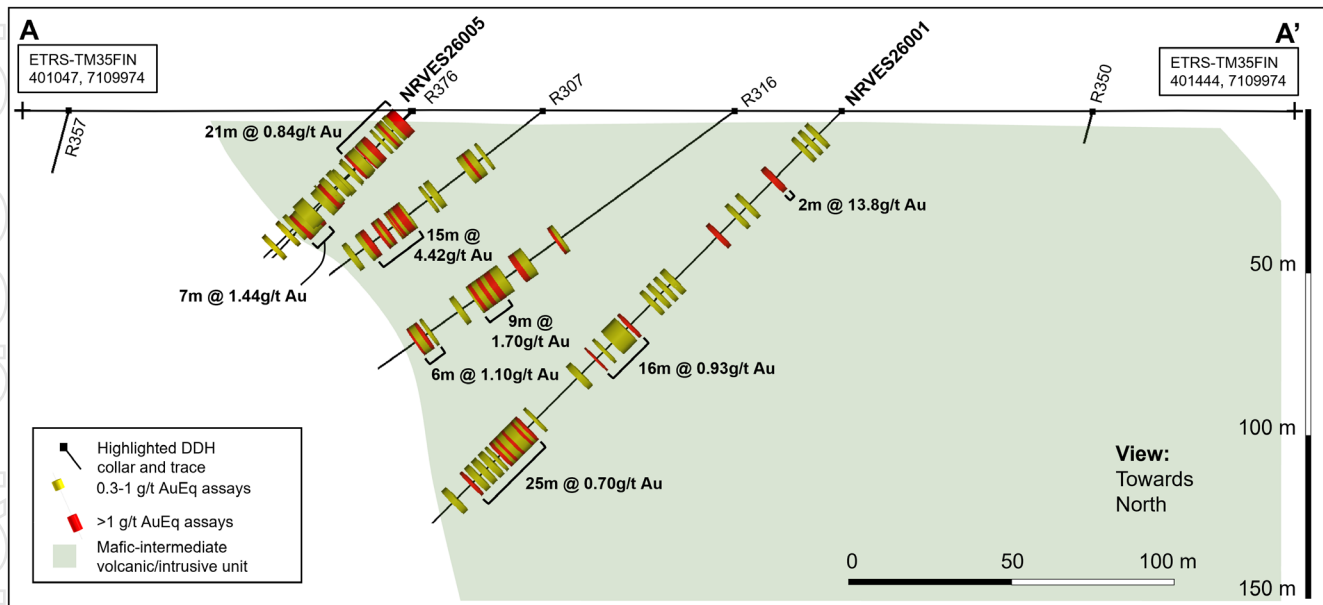 A
A'
ETRS-TM35FIN
401047, 7109974
ETRS-TM35FIN
401444, 7109974
R357
NRVES26005
R376
R307
R316
NRVES26001
R350
21m @ 0.84g/t Au
2m @ 13.8g/t Au
15m @
4.42g/t Au
7m @ 1.44g/t Au
9m @
1.70g/t Au
6m @ 1.10g/t Au
16m @ 0.93g/t Au
25m @ 0.70g/t Au
50 m
100 m
150 m
Highlighted DDH
collar and trace
0.3-1 g/t AuEq assays
>1 g/t AuEq assays
Mafic-intermediate
volcanic/intrusive unit
View:
Towards
North
0 50 100 m